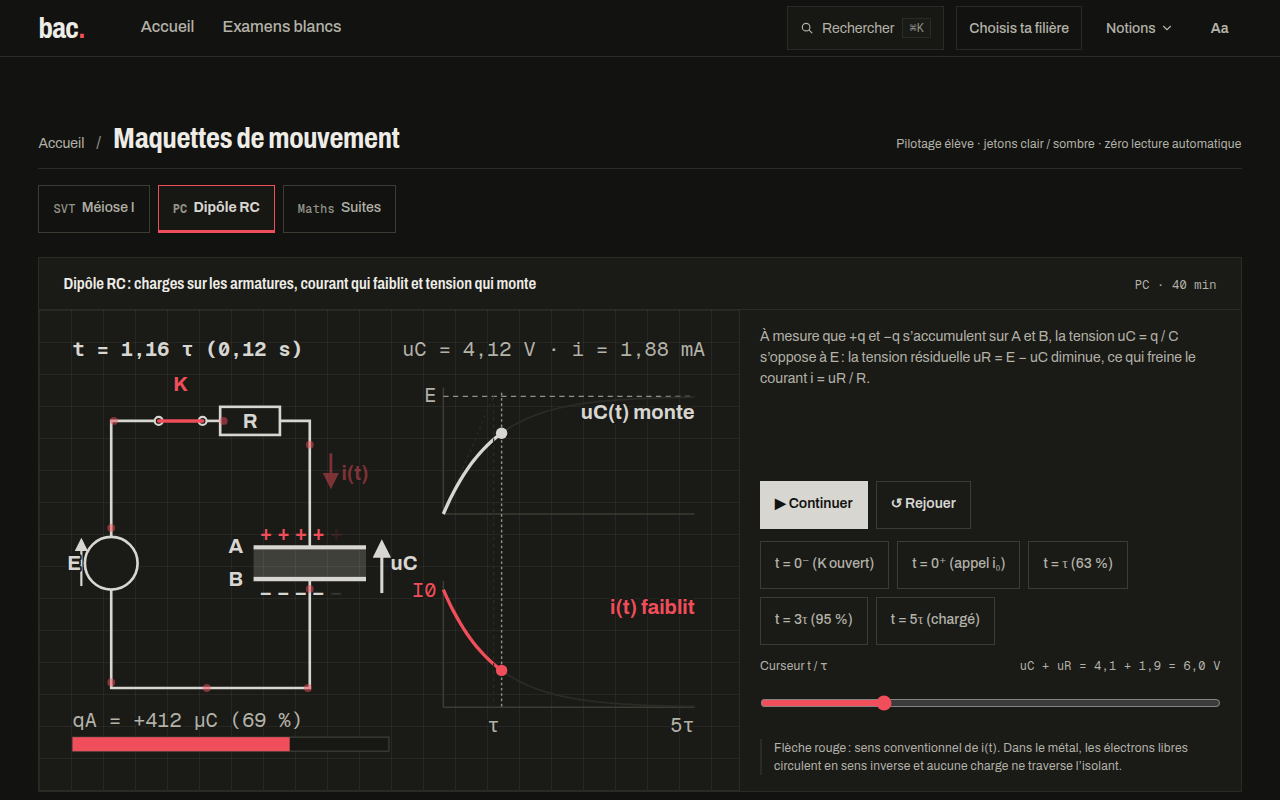 bac.
Accueil
Examens blancs
Rechercher ⌘K
Choisis ta filière
Notions
Aa
Accueil / Maquettes de mouvement
Pilotage élève · jetons clair / sombre · zéro lecture automatique
SVT Méiose I
PC Dipôle RC
Maths Suites
Dipôle RC : charges sur les armatures, courant qui faiblit et tension qui monte
PC · 40 min
t = 1,16 τ (0,12 s)
uC = 4,12 V · i = 1,88 mA
K
R
i(t)
E
A
B
+ + + + +
− − − − −
uC
E
uC(t) monte
I0
i(t) faiblit
τ
5τ
qA = +412 µC (69 %)
À mesure que +q et −q s’accumulent sur A et B, la tension uC = q / C
s’oppose à E : la tension résiduelle uR = E − uC diminue, ce qui freine le
courant i = uR / R.
▶ Continuer
↺ Rejouer
t = 0⁻ (K ouvert)
t = 0⁺ (appel i₀)
t = τ (63 %)
t = 3τ (95 %)
t = 5τ (chargé)
Curseur t / τ
uC + uR = 4,1 + 1,9 = 6,0 V
Flèche rouge : sens conventionnel de i(t). Dans le métal, les électrons libres
circulent en sens inverse et aucune charge ne traverse l’isolant.